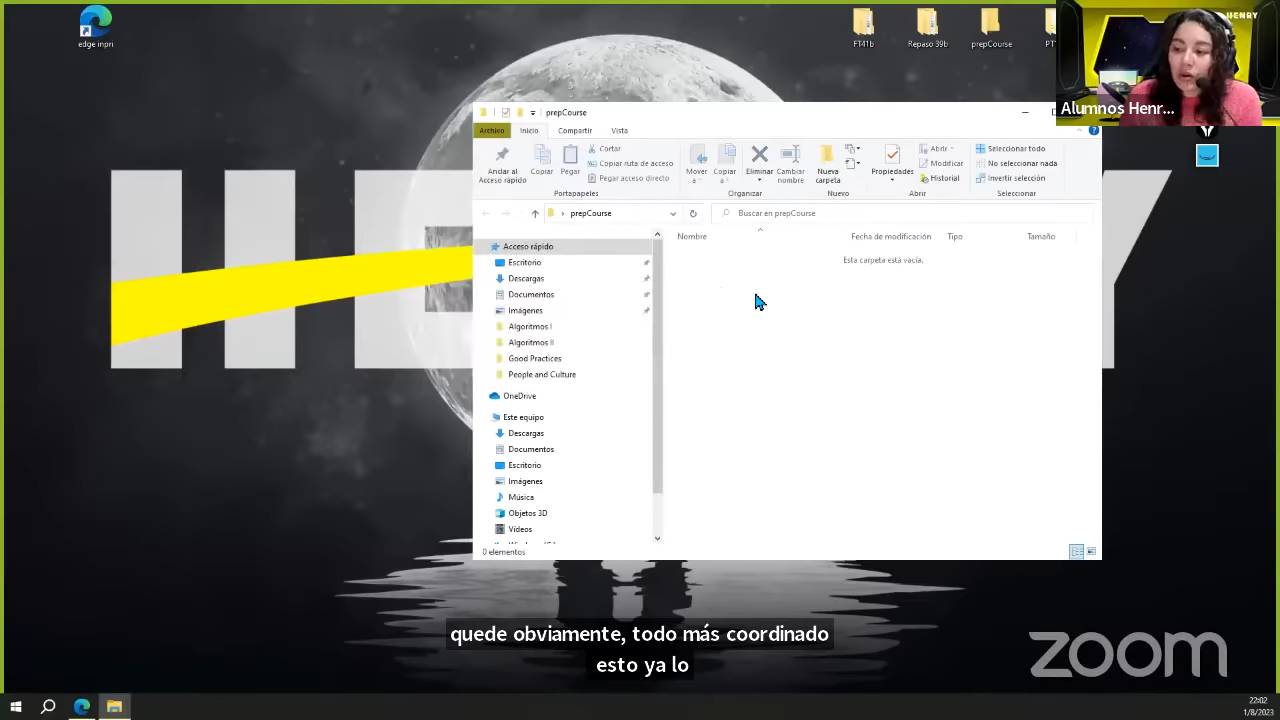 edge inpri
FT41b
Repaso 39b
prepCourse
HENRY
Alumnos Henr...
prepCourse
Archivo
Inicio
Compartir
Vista
Anclar al
Acceso rápido
Copiar
Pegar
Cortar
Copiar ruta de acceso
Pegar acceso directo
Portapapeles
Mover
a
Copiar
a
Eliminar
Cambiar
nombre
Organizar
Nueva
carpeta
Nuevo
Propiedades
Abrir
Modificar
Historial
Abrir
Seleccionar todo
No seleccionar nada
Invertir selección
Seleccionar
prepCourse
Buscar en prepCourse
Nombre
Fecha de modificación
Tipo
Tamaño
Esta carpeta está vacía.
Acceso rápido
Escritorio
Descargas
Documentos
Imágenes
Algoritmos I
Algoritmos II
Good Practices
People and Culture
OneDrive
Este equipo
Descargas
Documentos
Escritorio
Imágenes
Música
Objetos 3D
Vídeos
0 elementos
quede obviamente, todo más coordinado
esto ya lo
zoom
22:02
1/8/2023